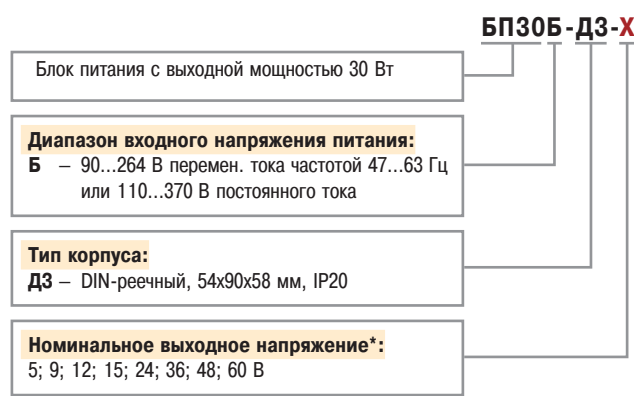 БП30Б-Д3-Х
Блок питания с выходной мощностью 30 Вт
Диапазон входного напряжения питания:
Б – 90...264 В перемен. тока частотой 47...63 Гц
или 110...370 В постоянного тока
Тип корпуса:
Д3 – DIN-реечный, 54х90х58 мм, IP20
Номинальное выходное напряжение*:
5; 9; 12; 15; 24; 36; 48; 60 В